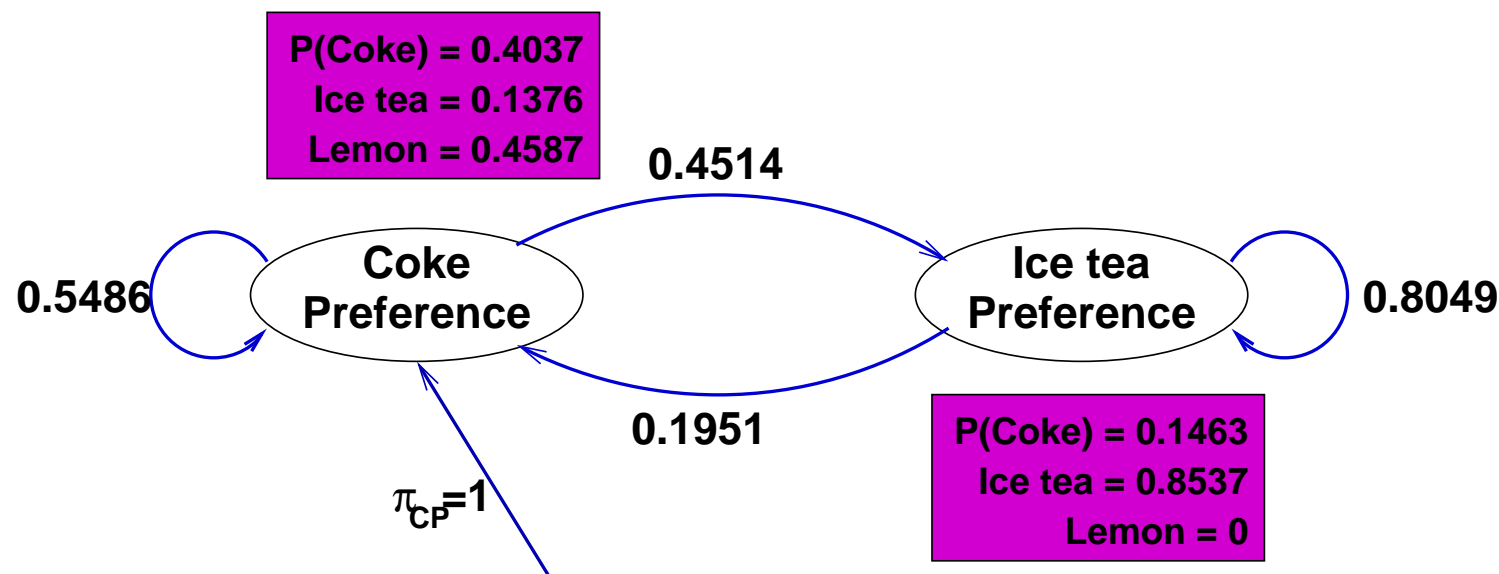 P(Coke) = 0.4037
Ice tea = 0.1376
Lemon = 0.4587
0.4514
Coke
Preference
Ice tea
Preference
0.5486
0.8049
0.1951
P(Coke) = 0.1463
Ice tea = 0.8537
Lemon = 0
πCP=1